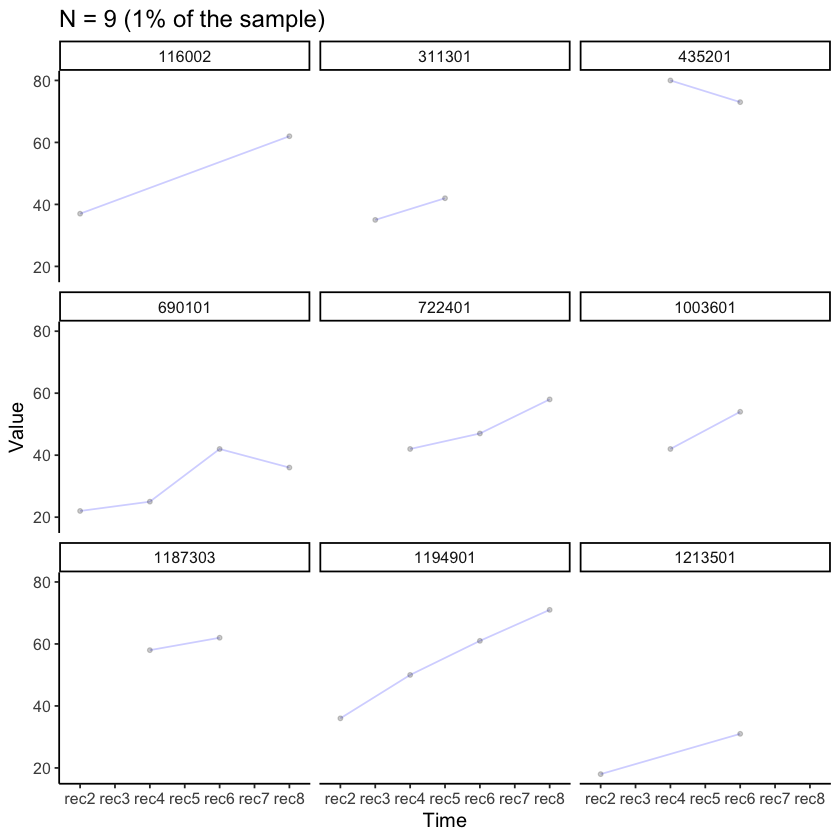 N = 9 (1% of the sample)
116002 311301 435201
80
60
40
20
690101 722401 1003601
80
60
40
20
Value
1187303 1194901 1213501
80
60
40
20
rec2 rec3 rec4 rec5 rec6 rec7 rec8 rec2 rec3 rec4 rec5 rec6 rec7 rec8 rec2 rec3 rec4 rec5 rec6 rec7 rec8
Time